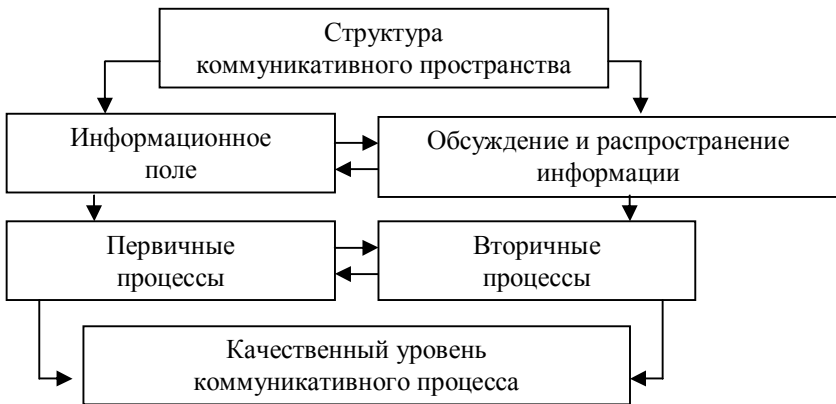 Структура
коммуникативного пространства
Информационное
поле
Обсуждение и распространение
информации
Первичные
процессы
Вторичные
процессы
Качественный уровень
коммуникативного процесса